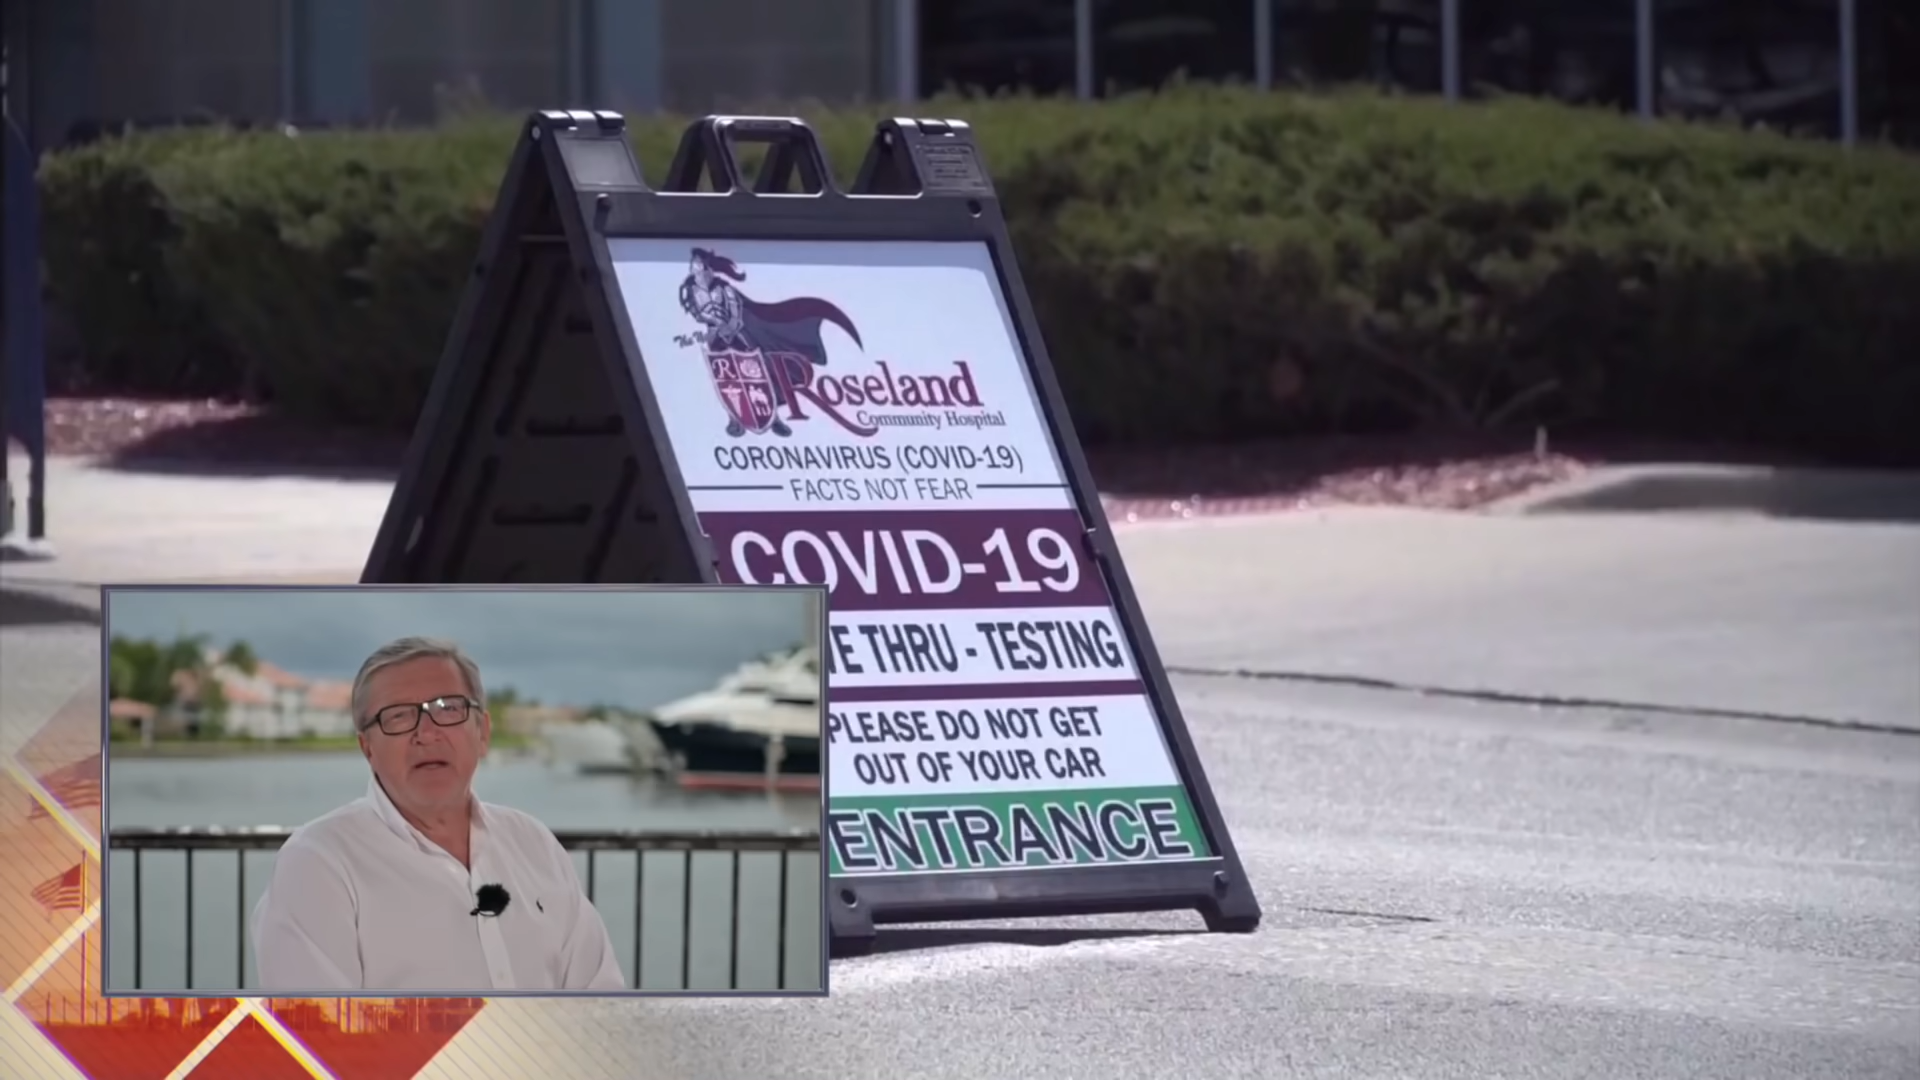 The
R
Roseland
Community Hospital
CORONAVIRUS (COVID-19)
FACTS NOT FEAR
COVID-19
THRU - TESTING
PLEASE DO NOT GET
OUT OF YOUR CAR
ENTRANCE